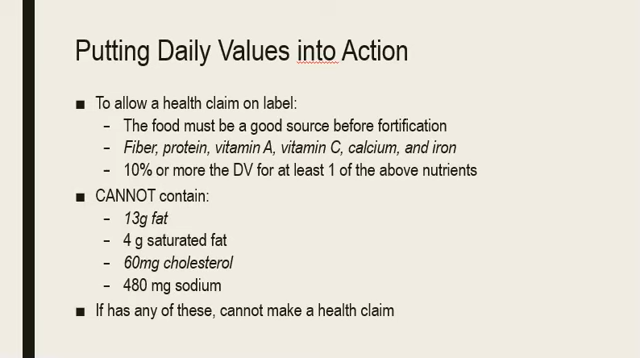 Putting Daily Values into Action
■ To allow a health claim on label:
– The food must be a good source before fortification
– Fiber, protein, vitamin A, vitamin C, calcium, and iron
– 10% or more the DV for at least 1 of the above nutrients
■ CANNOT contain:
– 13g fat
– 4 g saturated fat
– 60mg cholesterol
– 480 mg sodium
■ If has any of these, cannot make a health claim